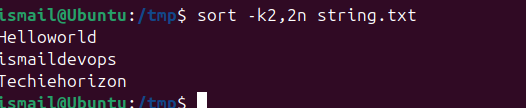 ismail@Ubuntu:/tmp$ sort -k2,2n string.txt
Helloworld
ismaildevops
Techiehorizon
ismail@Ubuntu:/tmp$